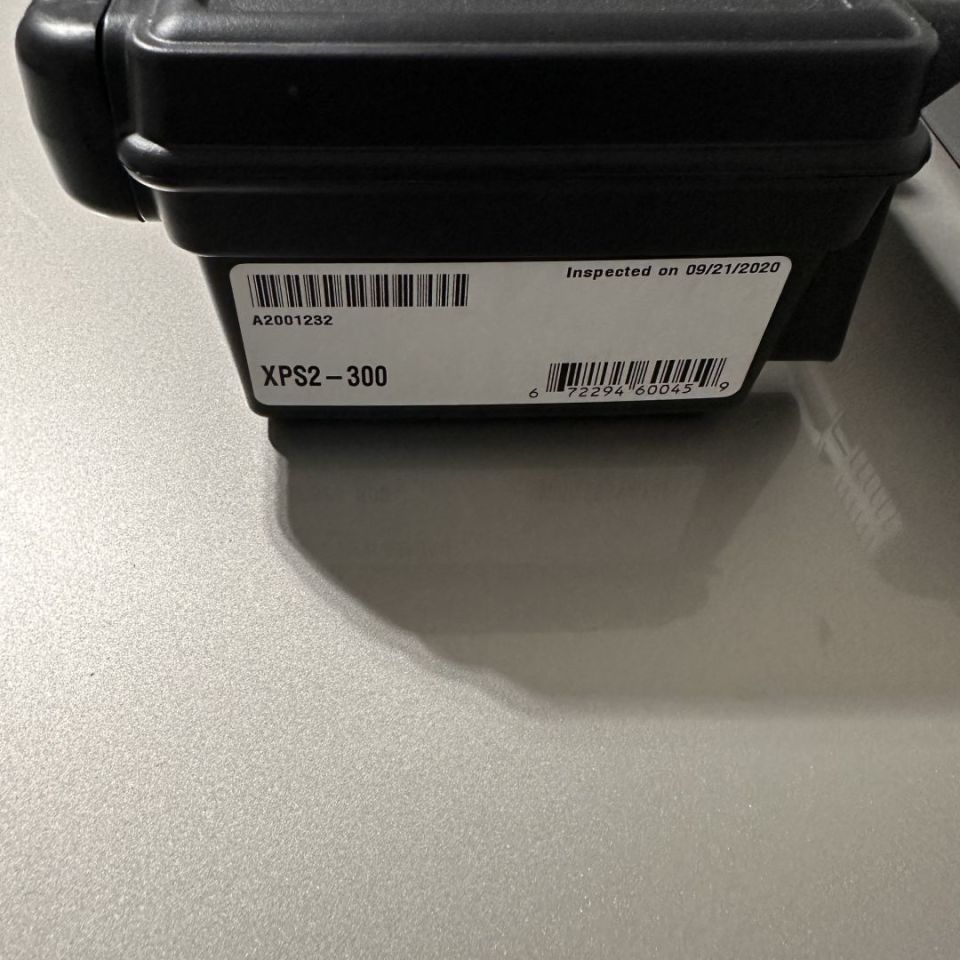 Inspected on 09/21/2020
A2001232
XPS2-300
6 72294 60045 9